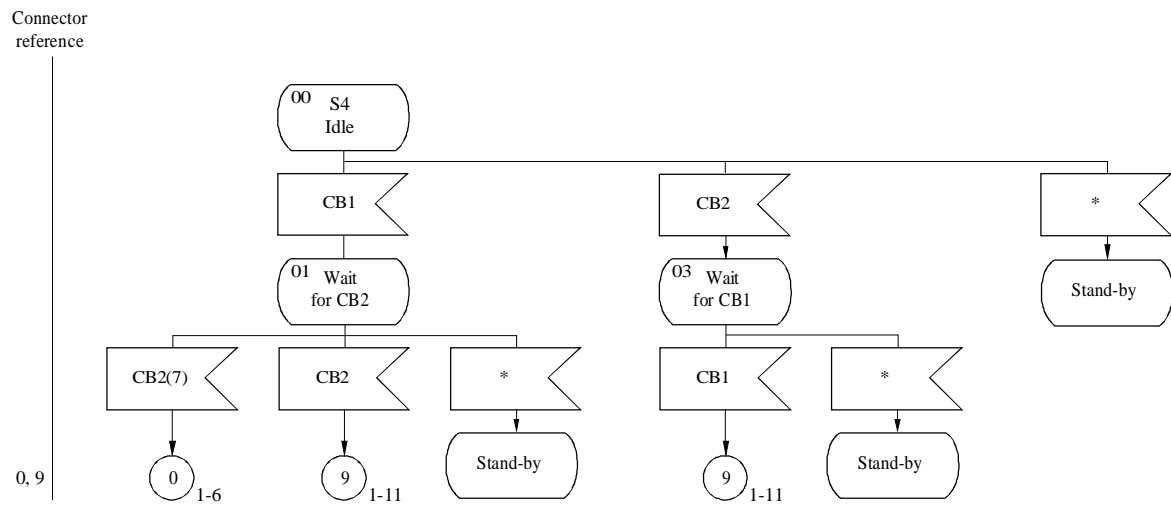 Connector
reference
00
S4
Idle
CB1
CB2
*
01
Wait
for CB2
03
Wait
for CB1
Stand-by
CB2(7)
CB2
*
CB1
*
0, 9
0
1-6
9
1-11
Stand-by
9
1-11
Stand-by